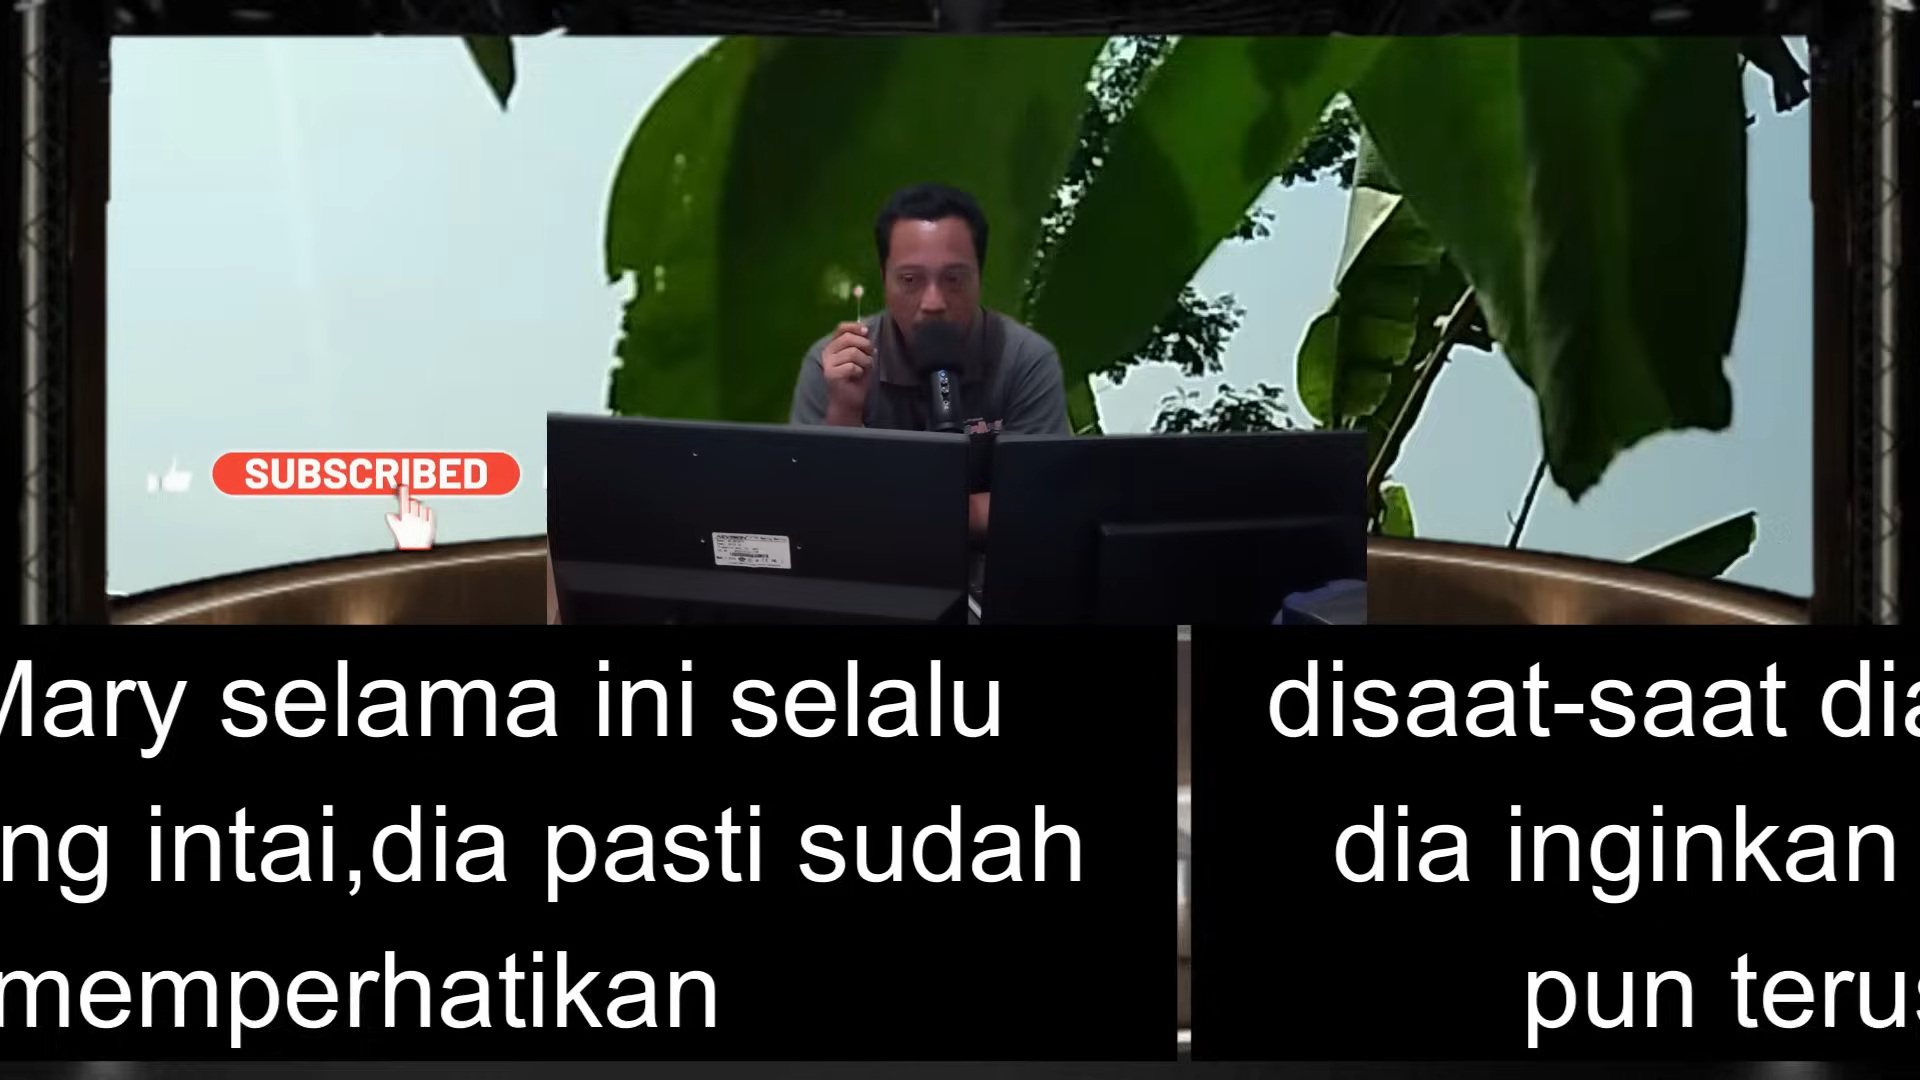 SUBSCRIBED
Mary selama ini selalu
ng intai,dia pasti sudah
memperhatikan
disaat-saat dia
dia inginkan
pun terus